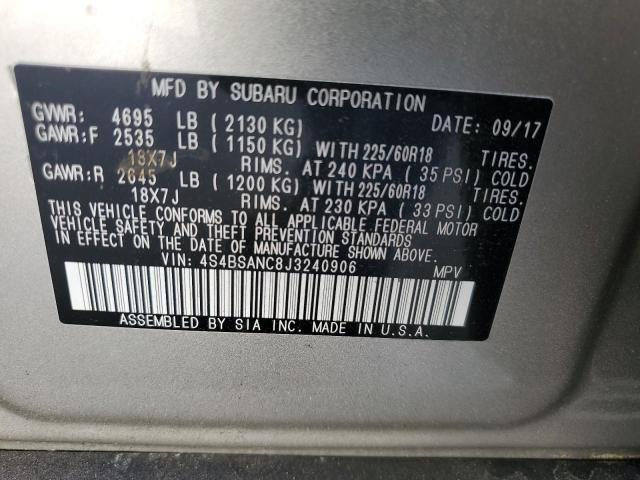 MFD BY SUBARU CORPORATION
GVWR: 4695 LB ( 2130 KG) DATE: 09/17
GAWR:F 2535 LB ( 1150 KG) WITH 225/60R18 TIRES.
18X7J RIMS. AT 240 KPA ( 35 PSI) COLD
GAWR:R 2645 LB ( 1200 KG) WITH 225/60R18 TIRES.
18X7J RIMS. AT 230 KPA ( 33 PSI) COLD
THIS VEHICLE CONFORMS TO ALL APPLICABLE FEDERAL MOTOR
VEHICLE SAFETY AND THEFT PREVENTION STANDARDS
IN EFFECT ON THE DATE OF MANUFACTURE SHOWN ABOVE.
VIN: 4S4BSANC8J3240906 MPV
ASSEMBLED BY SIA INC. MADE IN U.S.A.